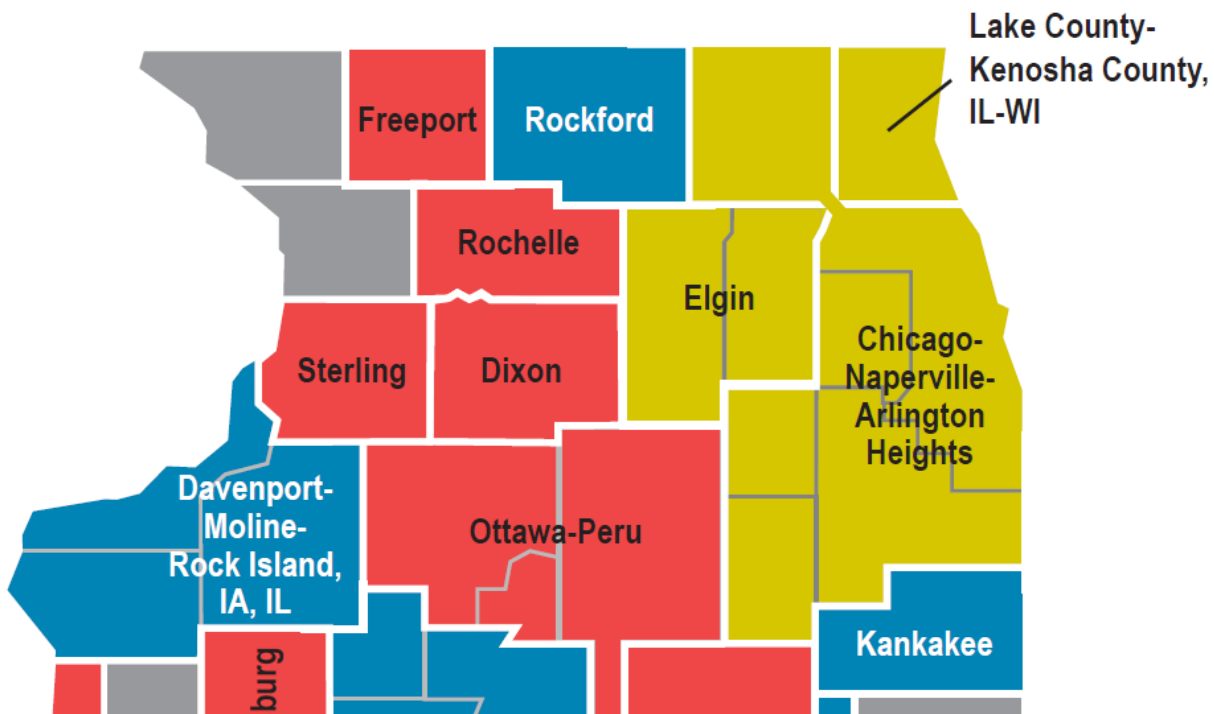 Lake County-
Kenosha County,
IL-WI
Freeport
Rockford
Rochelle
Elgin
Chicago-
Naperville-
Arlington
Heights
Sterling
Dixon
Davenport-
Moline-
Rock Island,
IA, IL
Ottawa-Peru
Kankakee
burg